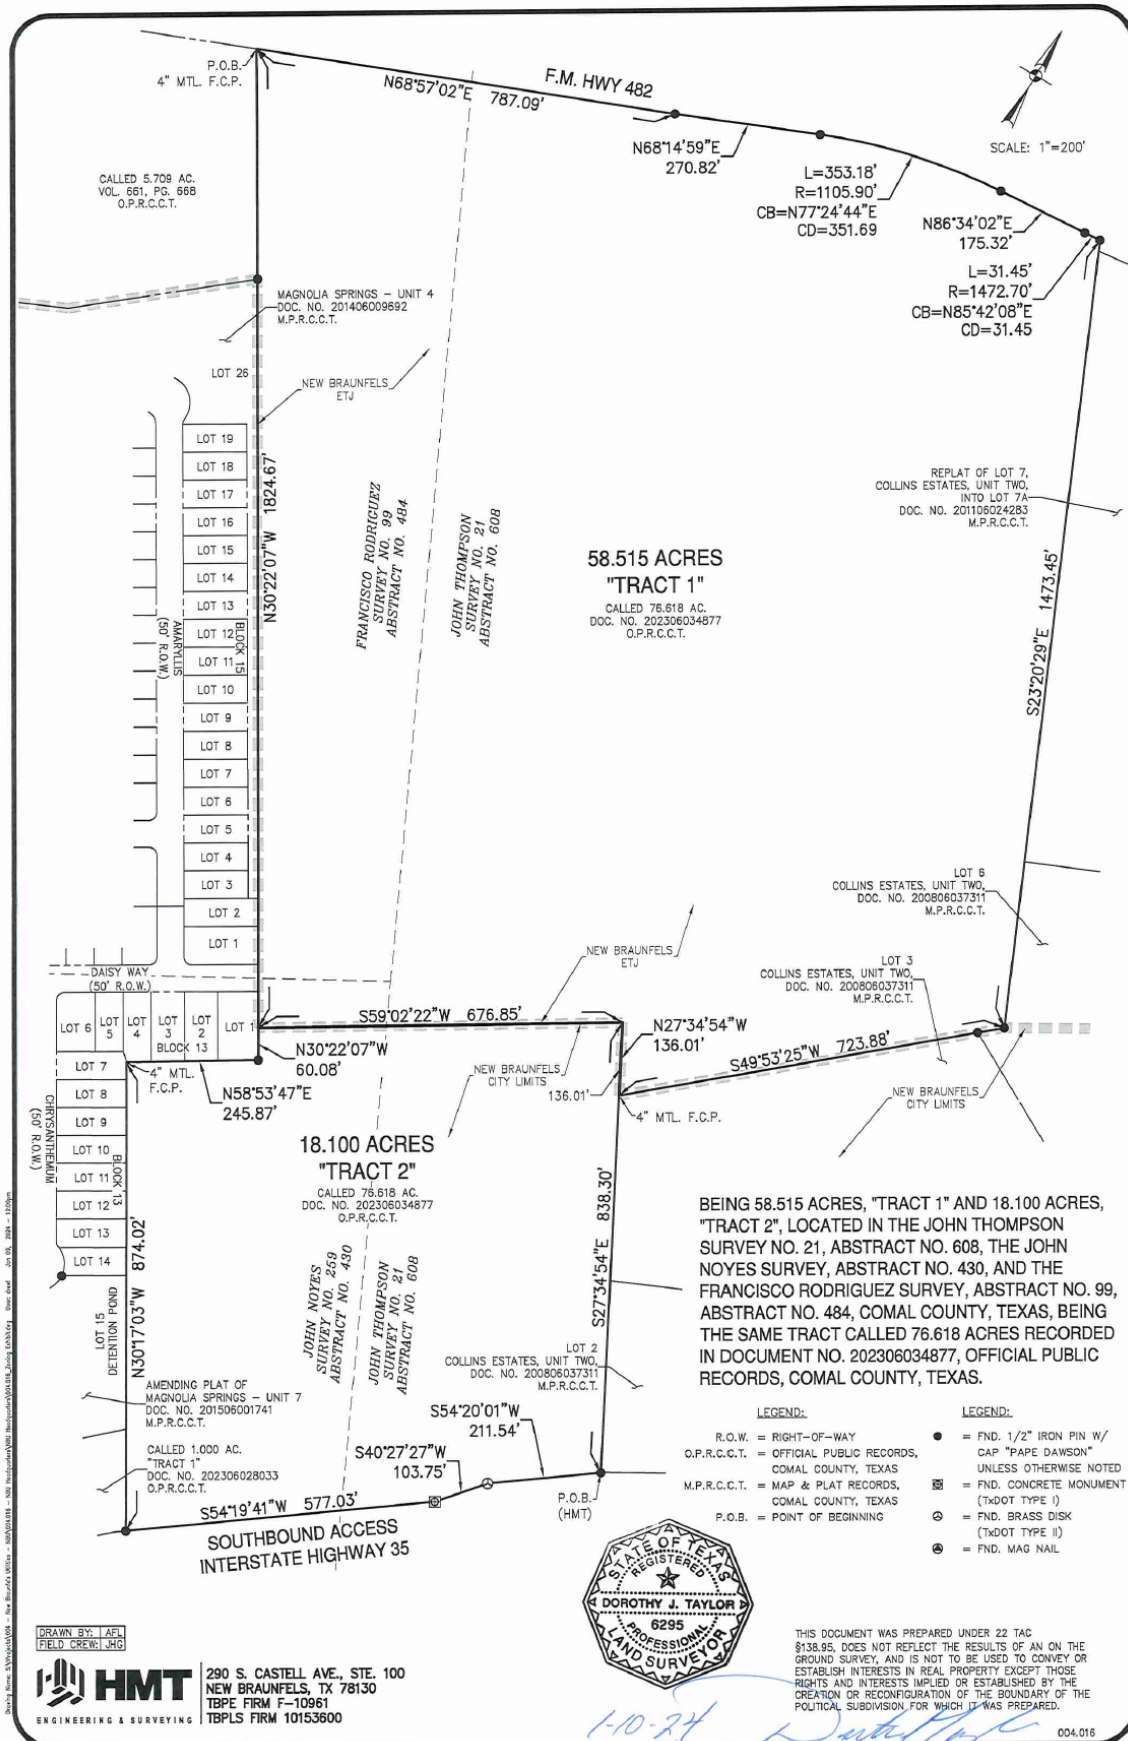 P.O.B.
4" MTL. F.C.P.
N68°57'02"E 787.09'
F.M. HWY 482
N68°14'59"E
270.82'
SCALE: 1"=200'
L=353.18'
R=1105.90'
CB=N77°24'44"E
CD=351.69
N86°34'02"E
175.32'
L=31.45'
R=1472.70'
CB=N85°42'08"E
CD=31.45
CALLED 5.709 AC.
VOL. 661, PG. 668
O.P.R.C.C.T.
MAGNOLIA SPRINGS - UNIT 4
DOC. NO. 201406009692
M.P.R.C.C.T.
LOT 26
NEW BRAUNFELS
ETJ
LOT 19
LOT 18
LOT 17
LOT 16
LOT 15
LOT 14
LOT 13
LOT 12
LOT 11
LOT 10
LOT 9
LOT 8
LOT 7
LOT 6
LOT 5
LOT 4
LOT 3
LOT 2
LOT 1
BLOCK 15
AMARYLLIS
(50' R.O.W.)
N30°22'07"W 1824.67'
FRANCISCO RODRIGUEZ
SURVEY NO. 99
ABSTRACT NO. 484
JOHN THOMPSON
SURVEY NO. 21
ABSTRACT NO. 608
58.515 ACRES
"TRACT 1"
CALLED 76.618 AC.
DOC. NO. 202306034877
O.P.R.C.C.T.
REPLAT OF LOT 7,
COLLINS ESTATES, UNIT TWO,
INTO LOT 7A
DOC. NO. 201106024283
M.P.R.C.C.T.
S23°20'29"E 1473.45'
LOT 6
COLLINS ESTATES, UNIT TWO,
DOC. NO. 200806037311
M.P.R.C.C.T.
NEW BRAUNFELS
ETJ
LOT 3
COLLINS ESTATES, UNIT TWO,
DOC. NO. 200806037311
M.P.R.C.C.T.
DAISY WAY
(50' R.O.W.)
LOT 6
LOT 5
LOT 4
LOT 3
LOT 2
LOT 1
BLOCK 13
S59°02'22"W 676.85'
N27°34'54"W
136.01'
S49°53'25"W 723.88'
N30°22'07"W
60.08'
NEW BRAUNFELS
CITY LIMITS
136.01'
NEW BRAUNFELS
CITY LIMITS
4" MTL.
F.C.P.
N58°53'47"E
245.87'
4" MTL. F.C.P.
LOT 7
LOT 8
LOT 9
LOT 10
LOT 11
LOT 12
LOT 13
LOT 14
BLOCK 13
CHRYSANTHEMUM
(50' R.O.W.)
18.100 ACRES
"TRACT 2"
CALLED 76.618 AC.
DOC. NO. 202306034877
O.P.R.C.C.T.
N30°17'03"W 874.02'
LOT 15
DETENTION POND
JOHN NOYES
SURVEY NO. 259
ABSTRACT NO. 430
JOHN THOMPSON
SURVEY NO. 21
ABSTRACT NO. 608
S27°34'54"E 838.30'
LOT 2
COLLINS ESTATES, UNIT TWO,
DOC. NO. 200806037311
M.P.R.C.C.T.
AMENDING PLAT OF
MAGNOLIA SPRINGS - UNIT 7
DOC. NO. 201506001741
M.P.R.C.C.T.
CALLED 1.000 AC.
"TRACT 1"
DOC. NO. 202306028033
O.P.R.C.C.T.
S54°20'01"W
211.54'
S40°27'27"W
103.75'
S54°19'41"W 577.03'
P.O.B.
(HMT)
SOUTHBOUND ACCESS
INTERSTATE HIGHWAY 35
BEING 58.515 ACRES, "TRACT 1" AND 18.100 ACRES,
"TRACT 2", LOCATED IN THE JOHN THOMPSON
SURVEY NO. 21, ABSTRACT NO. 608, THE JOHN
NOYES SURVEY, ABSTRACT NO. 430, AND THE
FRANCISCO RODRIGUEZ SURVEY, ABSTRACT NO. 99,
ABSTRACT NO. 484, COMAL COUNTY, TEXAS, BEING
THE SAME TRACT CALLED 76.618 ACRES RECORDED
IN DOCUMENT NO. 202306034877, OFFICIAL PUBLIC
RECORDS, COMAL COUNTY, TEXAS.
LEGEND:
R.O.W. = RIGHT-OF-WAY
O.P.R.C.C.T. = OFFICIAL PUBLIC RECORDS,
COMAL COUNTY, TEXAS
M.P.R.C.C.T. = MAP & PLAT RECORDS,
COMAL COUNTY, TEXAS
P.O.B. = POINT OF BEGINNING
LEGEND:
= FND. 1/2" IRON PIN W/
CAP "PAPE DAWSON"
UNLESS OTHERWISE NOTED
= FND. CONCRETE MONUMENT
(TxDOT TYPE I)
= FND. BRASS DISK
(TxDOT TYPE II)
= FND. MAG NAIL
STATE OF TEXAS
REGISTERED
DOROTHY J. TAYLOR
6295
PROFESSIONAL
LAND SURVEYOR
DRAWN BY: AFL
FIELD CREW: JHG
HMT
ENGINEERING & SURVEYING
290 S. CASTELL AVE., STE. 100
NEW BRAUNFELS, TX 78130
TBPE FIRM F-10961
TBPLS FIRM 10153600
THIS DOCUMENT WAS PREPARED UNDER 22 TAC
§138.95, DOES NOT REFLECT THE RESULTS OF AN ON THE
GROUND SURVEY, AND IS NOT TO BE USED TO CONVEY OR
ESTABLISH INTERESTS IN REAL PROPERTY EXCEPT THOSE
RIGHTS AND INTERESTS IMPLIED OR ESTABLISHED BY THE
CREATION OR RECONFIGURATION OF THE BOUNDARY OF THE
POLITICAL SUBDIVISION FOR WHICH IT WAS PREPARED.
1-10-24
004.016